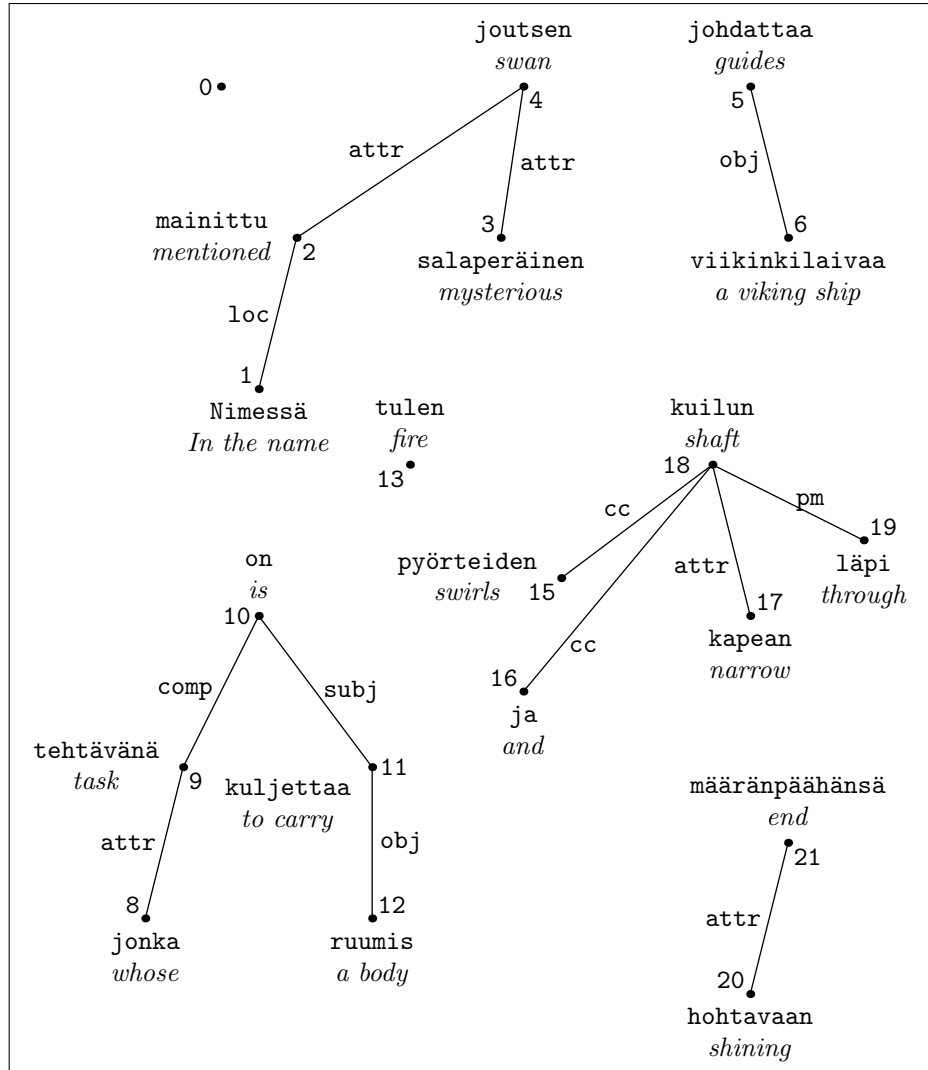 joutsen
swan
johdattaa
guides
0
4
5
attr
attr
obj
mainittu
mentioned
2
3
salaperäinen
mysterious
6
viikinkilaivaa
a viking ship
loc
1
Nimessä
In the name
tulen
fire
13
kuilun
shaft
18
cc
pm
19
läpi
through
on
is
10
pyörteiden
swirls
15
attr
17
kapean
narrow
cc
16
ja
and
comp
subj
tehtävänä
task
9
kuljettaa
to carry
11
määränpäähänsä
end
21
attr
obj
8
jonka
whose
12
ruumis
a body
attr
20
hohtavaan
shining